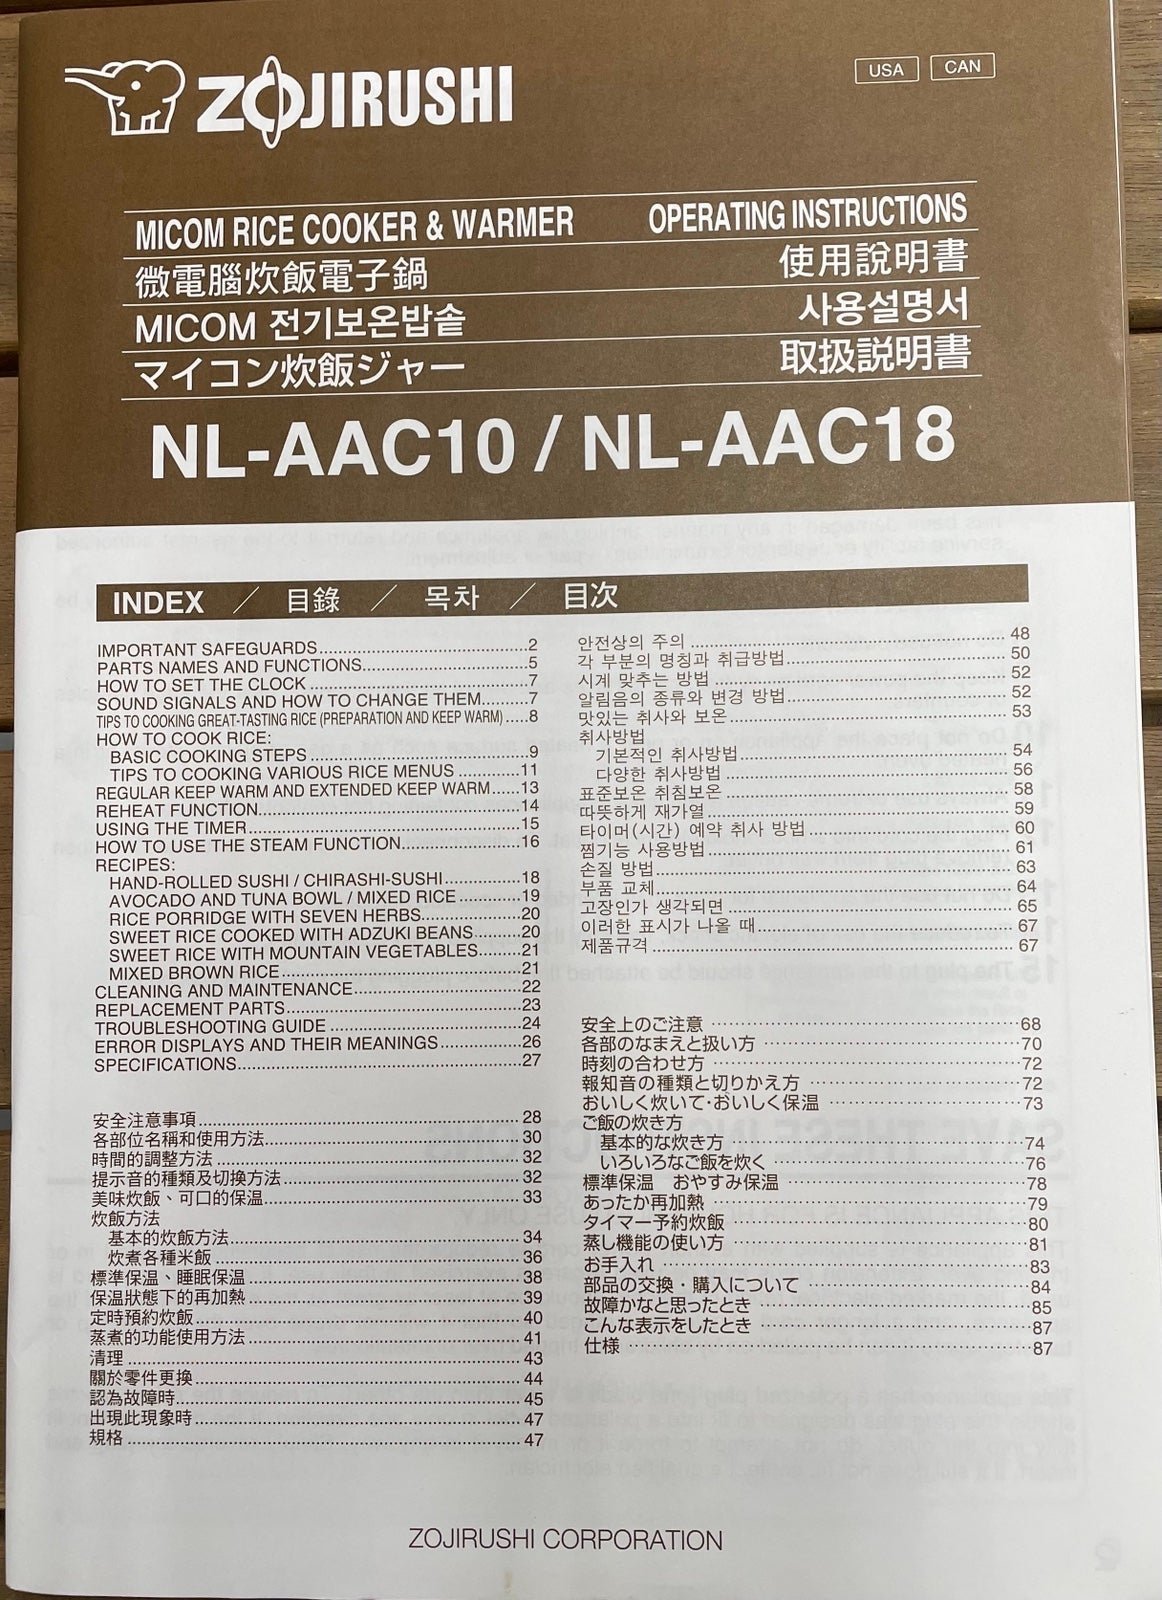 ZOJIRUSHI
USA CAN
MICOM RICE COOKER & WARMER OPERATING INSTRUCTIONS
微電腦炊飯電子鍋 使用說明書
MICOM 전기보온밥솥 사용설명서
マイコン炊飯ジャー 取扱説明書
NL-AAC10 / NL-AAC18
INDEX / 目錄 / 목차 / 目次
IMPORTANT SAFEGUARDS...2
PARTS NAMES AND FUNCTIONS...5
HOW TO SET THE CLOCK...7
SOUND SIGNALS AND HOW TO CHANGE THEM...7
TIPS TO COOKING GREAT-TASTING RICE (PREPARATION AND KEEP WARM)...8
HOW TO COOK RICE:
BASIC COOKING STEPS...9
TIPS TO COOKING VARIOUS RICE MENUS...11
REGULAR KEEP WARM AND EXTENDED KEEP WARM...13
REHEAT FUNCTION...14
USING THE TIMER...15
HOW TO USE THE STEAM FUNCTION...16
RECIPES:
HAND-ROLLED SUSHI / CHIRASHI-SUSHI...18
AVOCADO AND TUNA BOWL / MIXED RICE...19
RICE PORRIDGE WITH SEVEN HERBS...20
SWEET RICE COOKED WITH ADZUKI BEANS...20
SWEET RICE WITH MOUNTAIN VEGETABLES...21
MIXED BROWN RICE...21
CLEANING AND MAINTENANCE...22
REPLACEMENT PARTS...23
TROUBLESHOOTING GUIDE...24
ERROR DISPLAYS AND THEIR MEANINGS...26
SPECIFICATIONS...27
安全注意事項...28
各部位名稱和使用方法...30
時間的調整方法...32
提示音的種類及切換方法...32
美味炊飯、可口的保溫...33
炊飯方法
基本的炊飯方法...34
炊煮各種米飯...36
標準保溫、睡眠保溫...38
保溫狀態下的再加熱...39
定時預約炊飯...40
蒸煮的功能使用方法...41
清理...43
關於零件更換...44
認為故障時...45
出現此現象時...47
規格...47
안전상의 주의...48
각 부분의 명칭과 취급방법...50
시계 맞추는 방법...52
알림음의 종류와 변경 방법...52
맛있는 취사와 보온...53
취사방법
기본적인 취사방법...54
다양한 취사방법...56
표준보온 취침보온...58
따뜻하게 재가열...59
타이머(시간) 예약 취사 방법...60
찜기능 사용방법...61
손질 방법...63
부품 교체...64
고장인가 생각되면...65
이러한 표시가 나올 때...67
제품규격...67
安全上のご注意...68
各部のなまえと扱い方...70
時刻の合わせ方...72
報知音の種類と切りかえ方...72
おいしく炊いて・おいしく保温...73
ご飯の炊き方
基本的な炊き方...74
いろいろなご飯を炊く...76
標準保温 おやすみ保温...78
あったか再加熱...79
タイマー予約炊飯...80
蒸し機能の使い方...81
お手入れ...83
部品の交換・購入について...84
故障かなと思ったとき...85
こんな表示をしたとき...87
仕様...87
ZOJIRUSHI CORPORATION